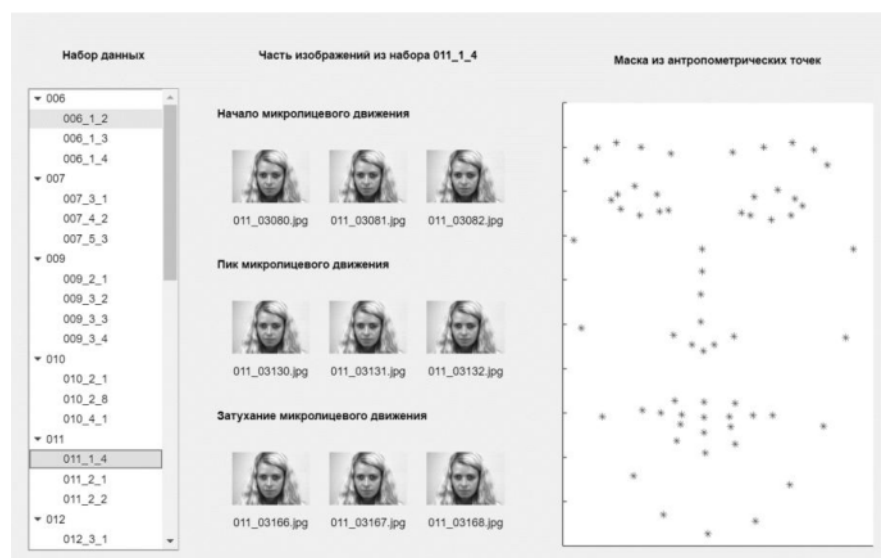 Набор данных
Часть изображений из набора 011_1_4
Маска из антропометрических точек
006
006_1_2
006_1_3
006_1_4
007
007_3_1
007_4_2
007_5_3
009
009_2_1
009_3_2
009_3_3
009_3_4
010
010_2_1
010_2_8
010_4_1
011
011_1_4
011_2_1
011_2_2
012
012_3_1
Начало микролицевого движения
011_03080.jpg 011_03081.jpg 011_03082.jpg
Пик микролицевого движения
011_03130.jpg 011_03131.jpg 011_03132.jpg
Затухание микролицевого движения
011_03166.jpg 011_03167.jpg 011_03168.jpg